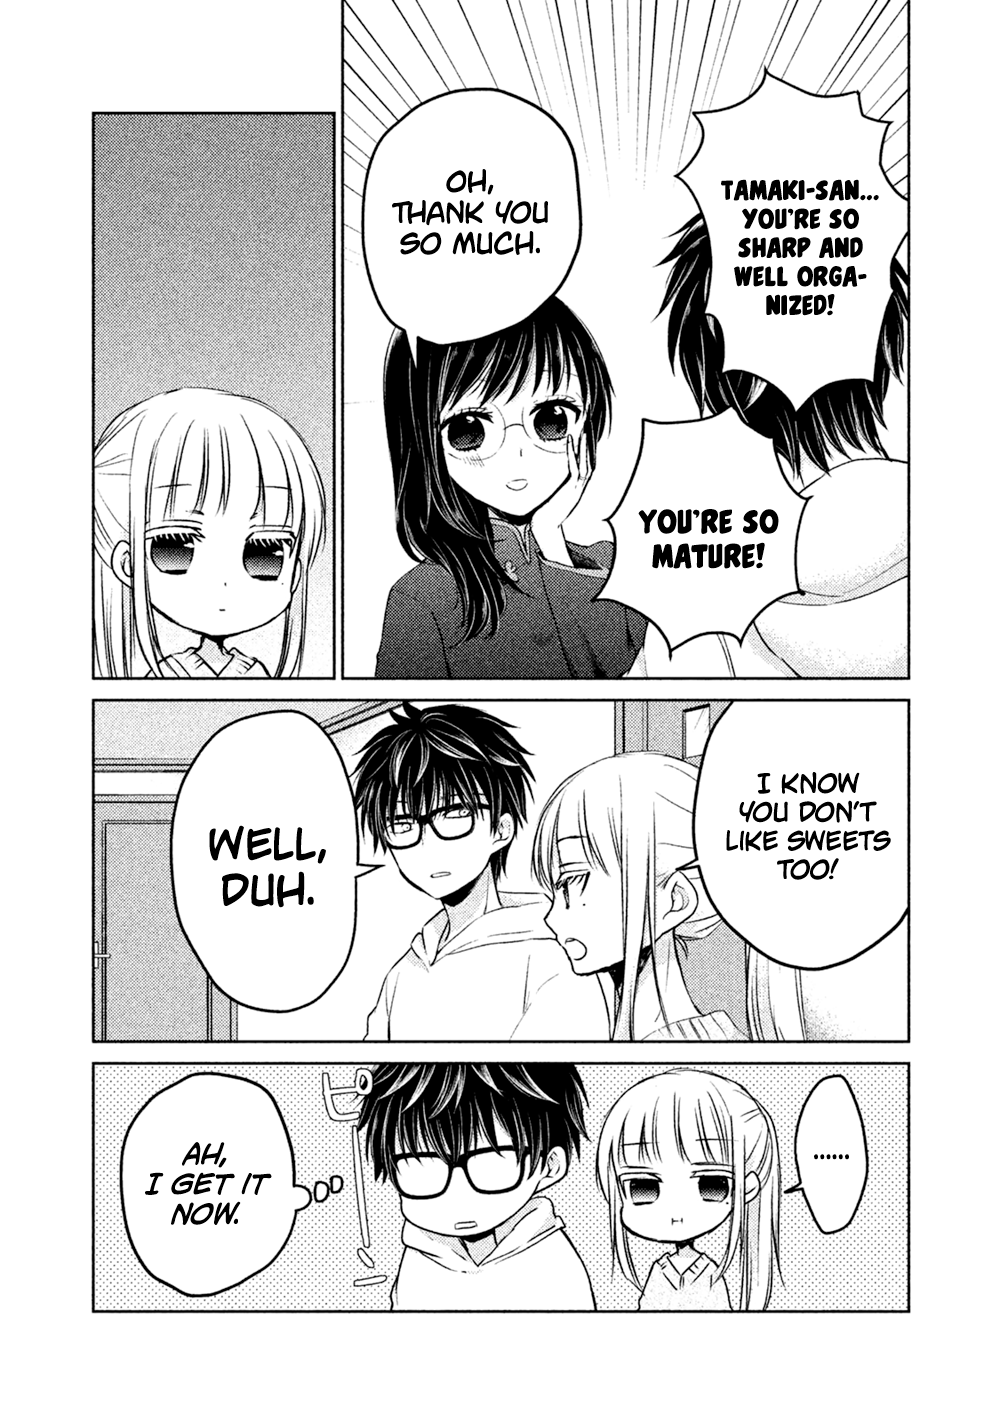 TAMAKI-SAN...
YOU'RE SO
SHARP AND
WELL ORGA-
NIZED!
YOU'RE SO
MATURE!
OH,
THANK YOU
SO MUCH.
I KNOW
YOU DON'T
LIKE SWEETS
TOO!
WELL,
DUH.
.......
AH,
I GET IT
NOW.